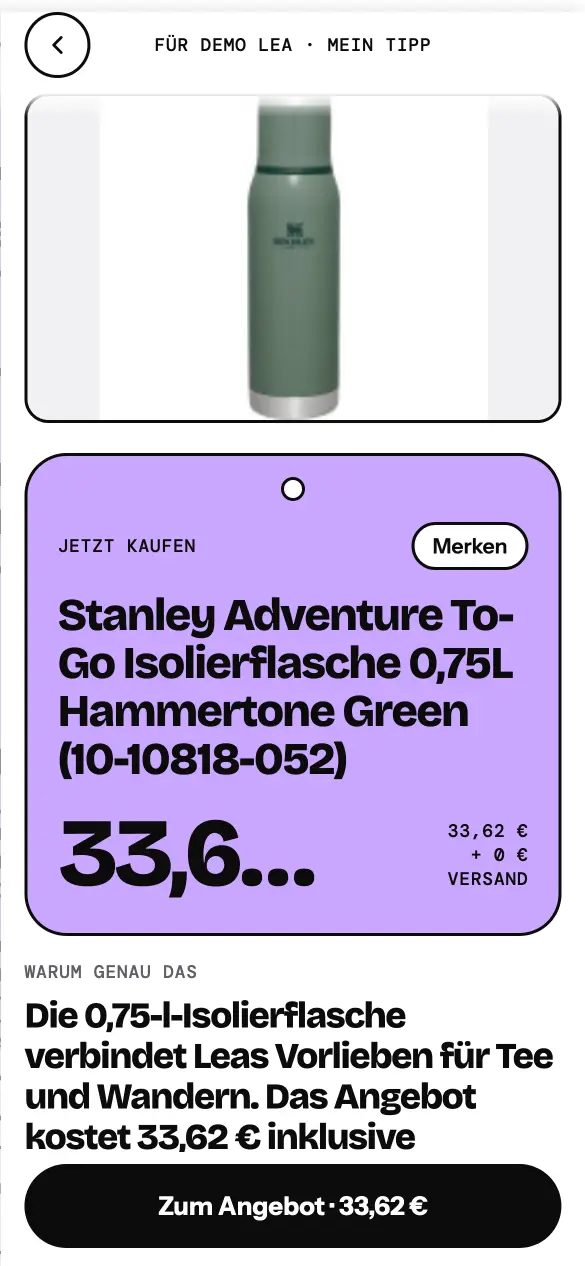 FÜR DEMO LEA · MEIN TIPP
STANLEY
JETZT KAUFEN
Merken
Stanley Adventure To-
Go Isolierflasche 0,75L
Hammertone Green
(10-10818-052)
33,6...
33,62 €
+ 0 €
VERSAND
WARUM GENAU DAS
Die 0,75-l-Isolierflasche
verbindet Leas Vorlieben für Tee
und Wandern. Das Angebot
kostet 33,62 € inklusive
Zum Angebot · 33,62 €